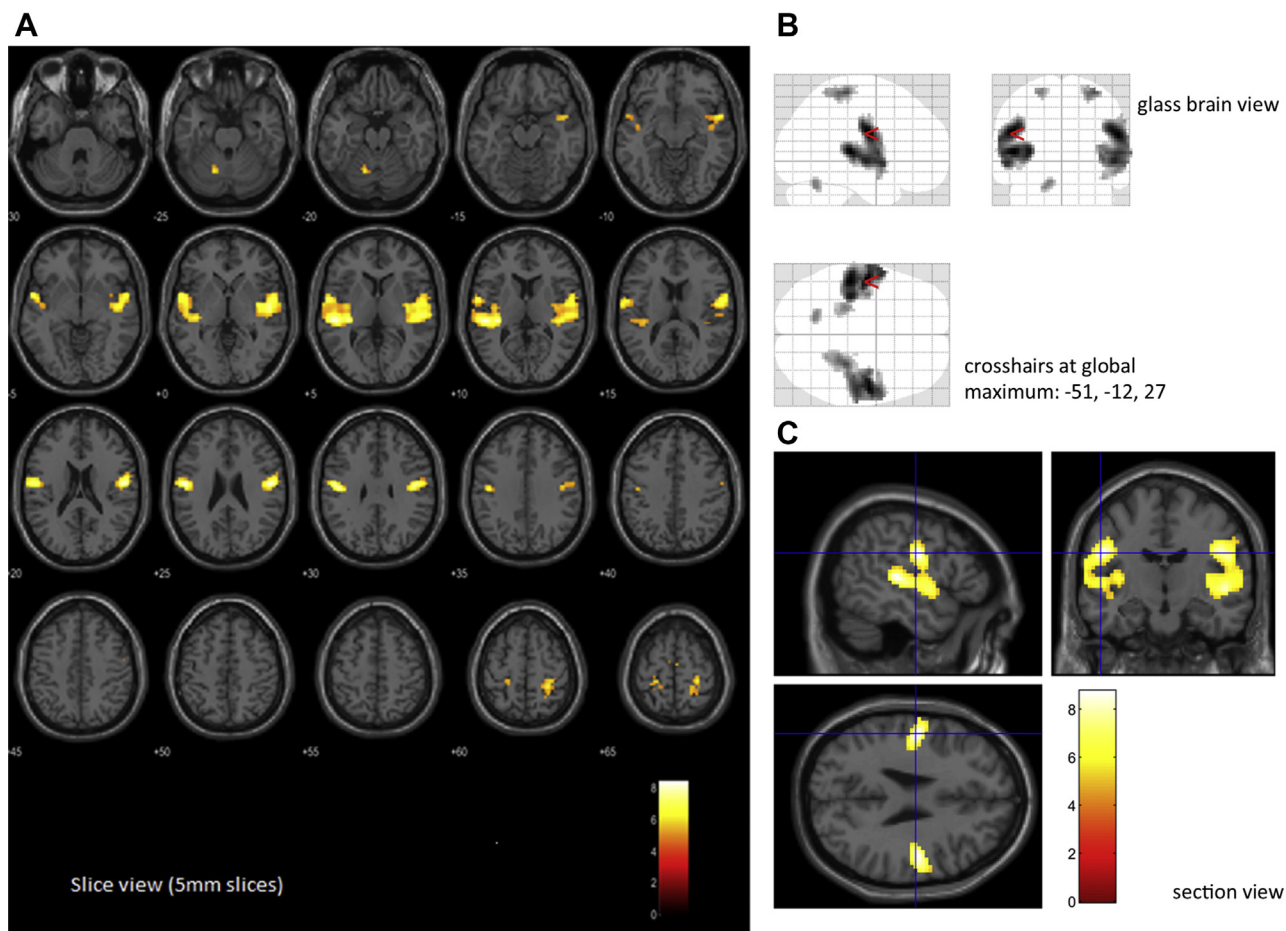 A
B
glass brain view
-30 -25 -20 -15 -10
-5 +0 +5 +10 +15
crosshairs at global
maximum: -51, -12, 27
C
+20 +25 +30 +35 +40
+45 +50 +55 +60 +65
8
6
4
2
0
Slice view (5mm slices)
8
6
4
2
0
section view